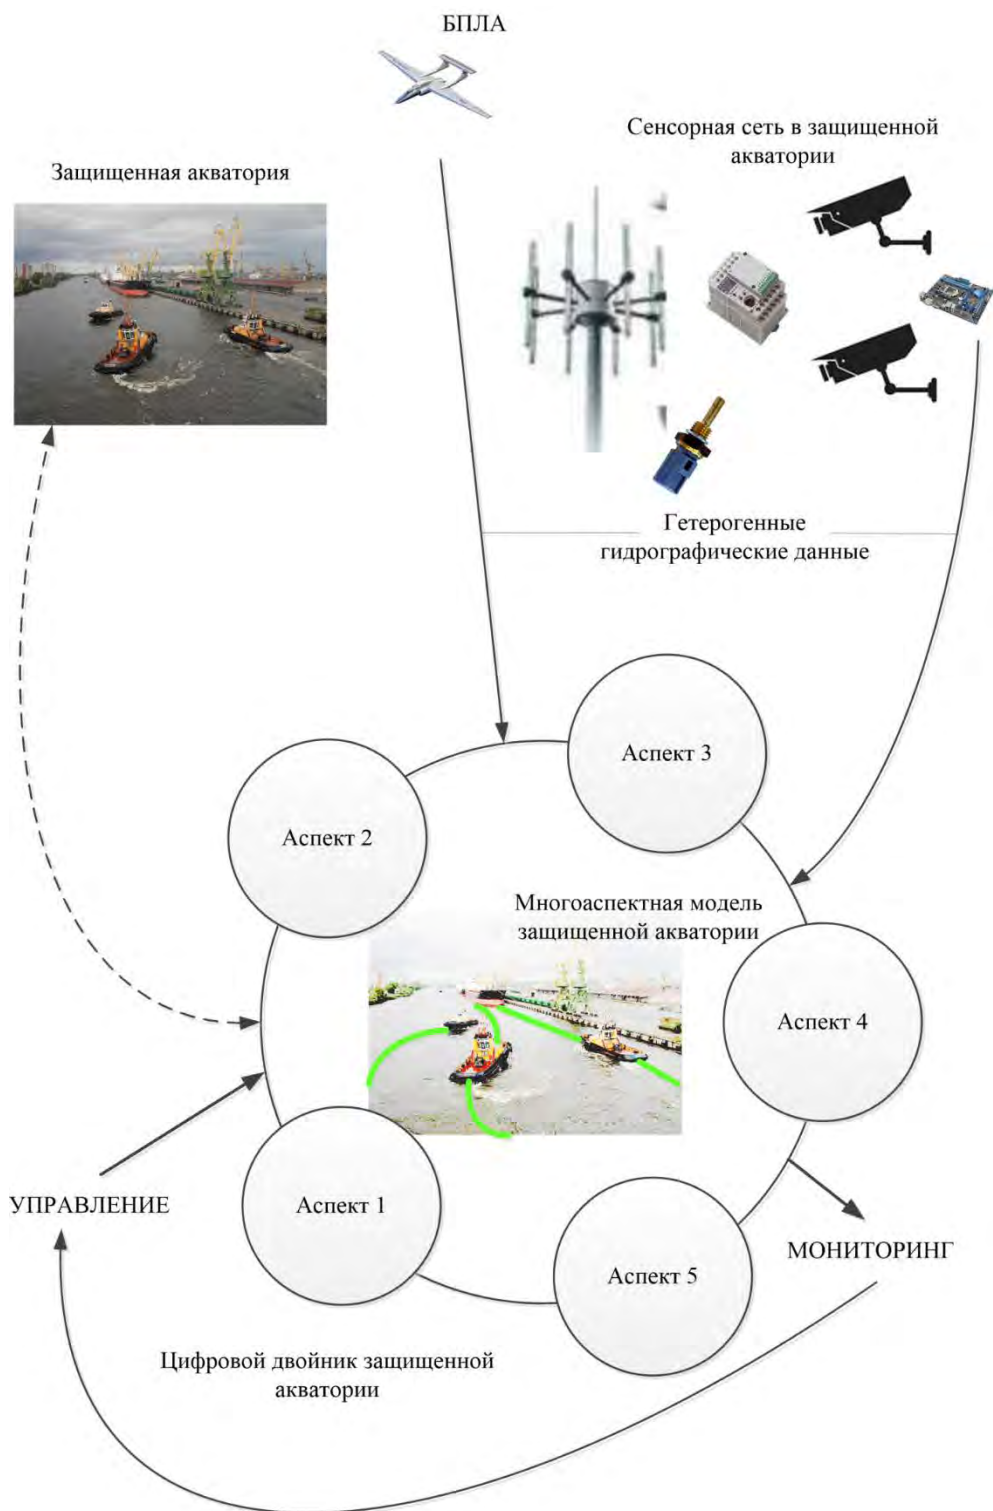 БПЛА
Сенсорная сеть в защищенной
акватории
Защищенная акватория
Гетерогенные
гидрографические данные
Аспект 3
Аспект 2
Многоаспектная модель
защищенной акватории
Аспект 4
Аспект 1
УПРАВЛЕНИЕ
МОНИТОРИНГ
Аспект 5
Цифровой двойник защищенной
акватории